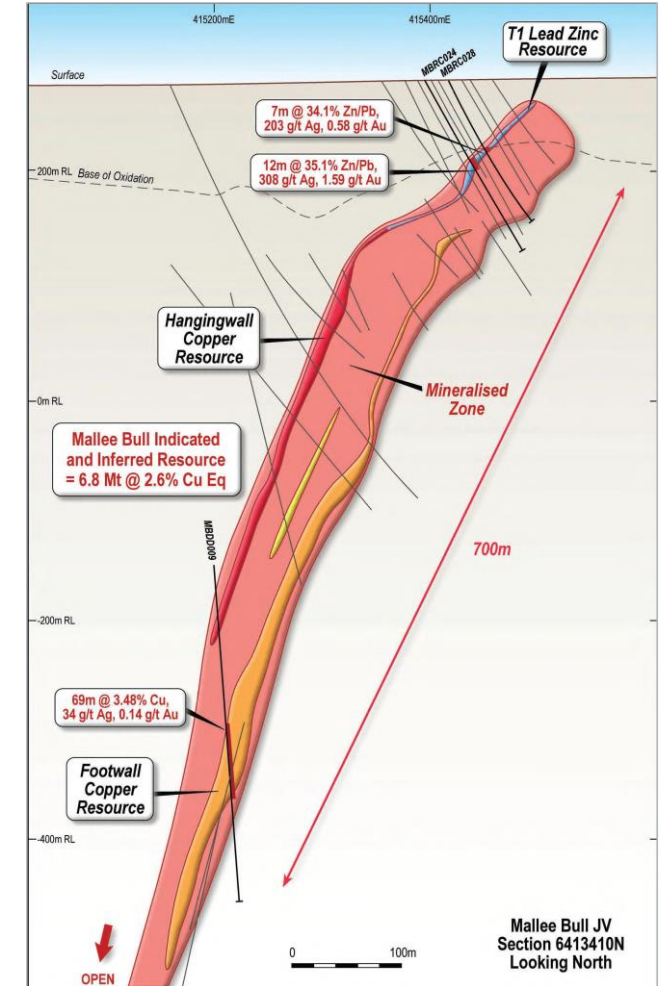 415200mE
415400mE
T1 Lead Zinc
Resource
MBRC024
MBRC028
Surface
7m @ 34.1% Zn/Pb,
203 g/t Ag, 0.58 g/t Au
12m @ 35.1% Zn/Pb,
308 g/t Ag, 1.59 g/t Au
200m RL
Base of Oxidation
Hangingwall
Copper
Resource
Mineralised
Zone
0m RL
Mallee Bull Indicated
and Inferred Resource
= 6.8 Mt @ 2.6% Cu Eq
MBDD009
700m
-200m RL
69m @ 3.48% Cu,
34 g/t Ag, 0.14 g/t Au
Footwall
Copper
Resource
-400m RL
OPEN
0
100m
Mallee Bull JV
Section 6413410N
Looking North